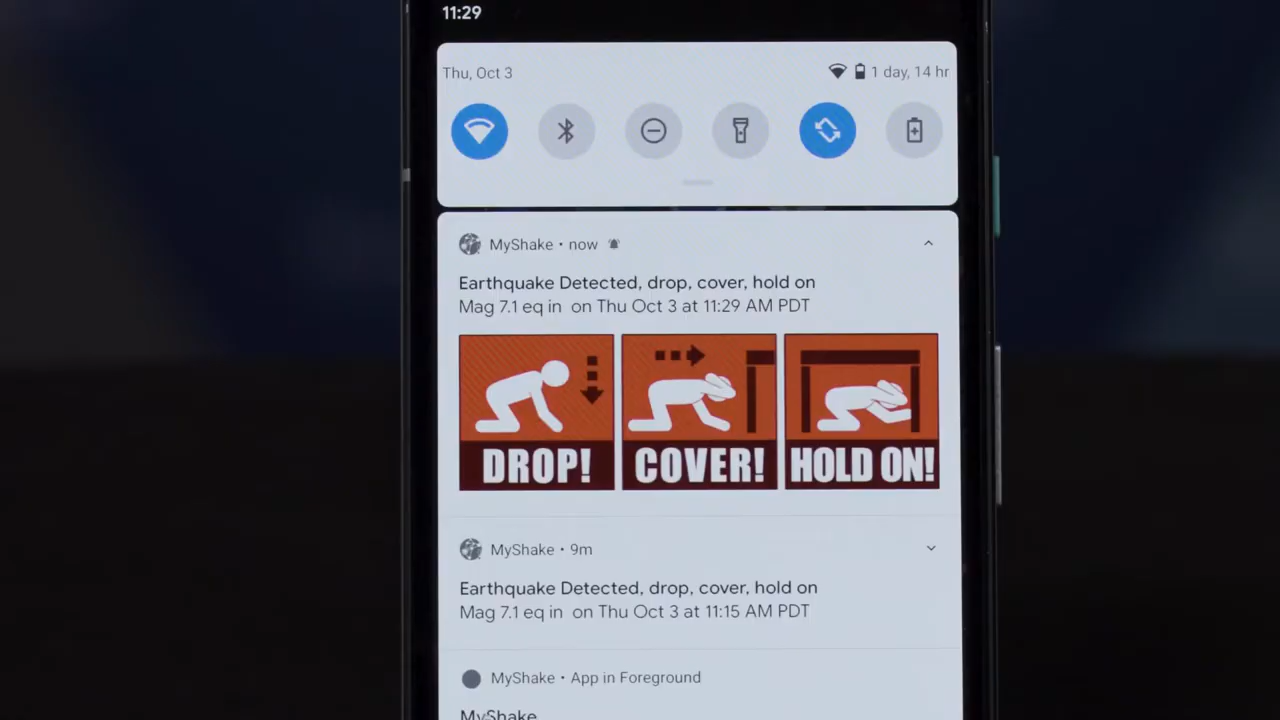 11:29
Thu, Oct 3
1 day, 14 hr
MyShake • now
Earthquake Detected, drop, cover, hold on
Mag 7.1 eq in on Thu Oct 3 at 11:29 AM PDT
DROP!
COVER!
HOLD ON!
MyShake • 9m
Earthquake Detected, drop, cover, hold on
Mag 7.1 eq in on Thu Oct 3 at 11:15 AM PDT
MyShake • App in Foreground
MyShake